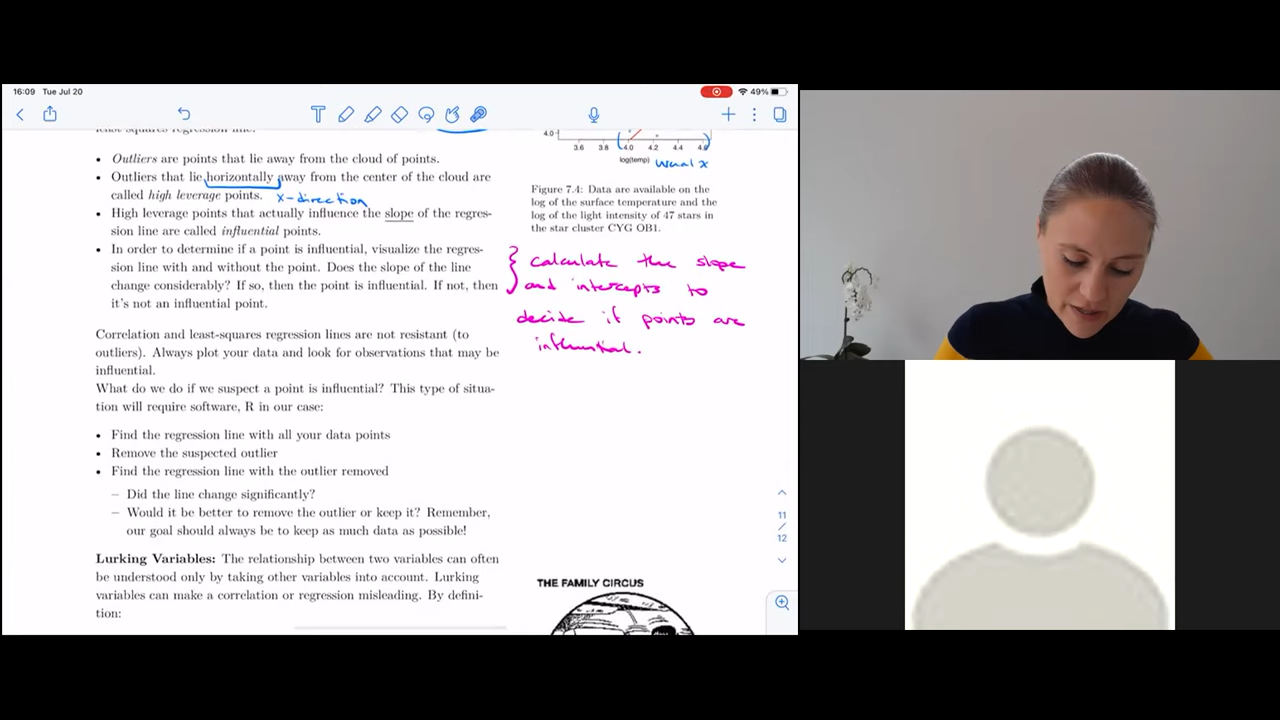 16:09 Tue Jul 20
49%
least squares regression line.
• Outliers are points that lie away from the cloud of points.
• Outliers that lie horizontally away from the center of the cloud are
called high leverage points. x-direction
• High leverage points that actually influence the slope of the regres-
sion line are called influential points.
• In order to determine if a point is influential, visualize the regres-
sion line with and without the point. Does the slope of the line
change considerably? If so, then the point is influential. If not, then
it's not an influential point.
Correlation and least-squares regression lines are not resistant (to
outliers). Always plot your data and look for observations that may be
influential.
What do we do if we suspect a point is influential? This type of situa-
tion will require software, R in our case:
• Find the regression line with all your data points
• Remove the suspected outlier
• Find the regression line with the outlier removed
– Did the line change significantly?
– Would it be better to remove the outlier or keep it? Remember,
our goal should always be to keep as much data as possible!
Lurking Variables: The relationship between two variables can often
be understood only by taking other variables into account. Lurking
variables can make a correlation or regression misleading. By defini-
tion:
4.0
3.6 3.8 4.0 4.2 4.4 4.6
log(temp) usual x
Figure 7.4: Data are available on the
log of the surface temperature and the
log of the light intensity of 47 stars in
the star cluster CYG OB1.
calculate the slope
and intercepts to
decide if points are
influential.
11
/
12
THE FAMILY CIRCUS